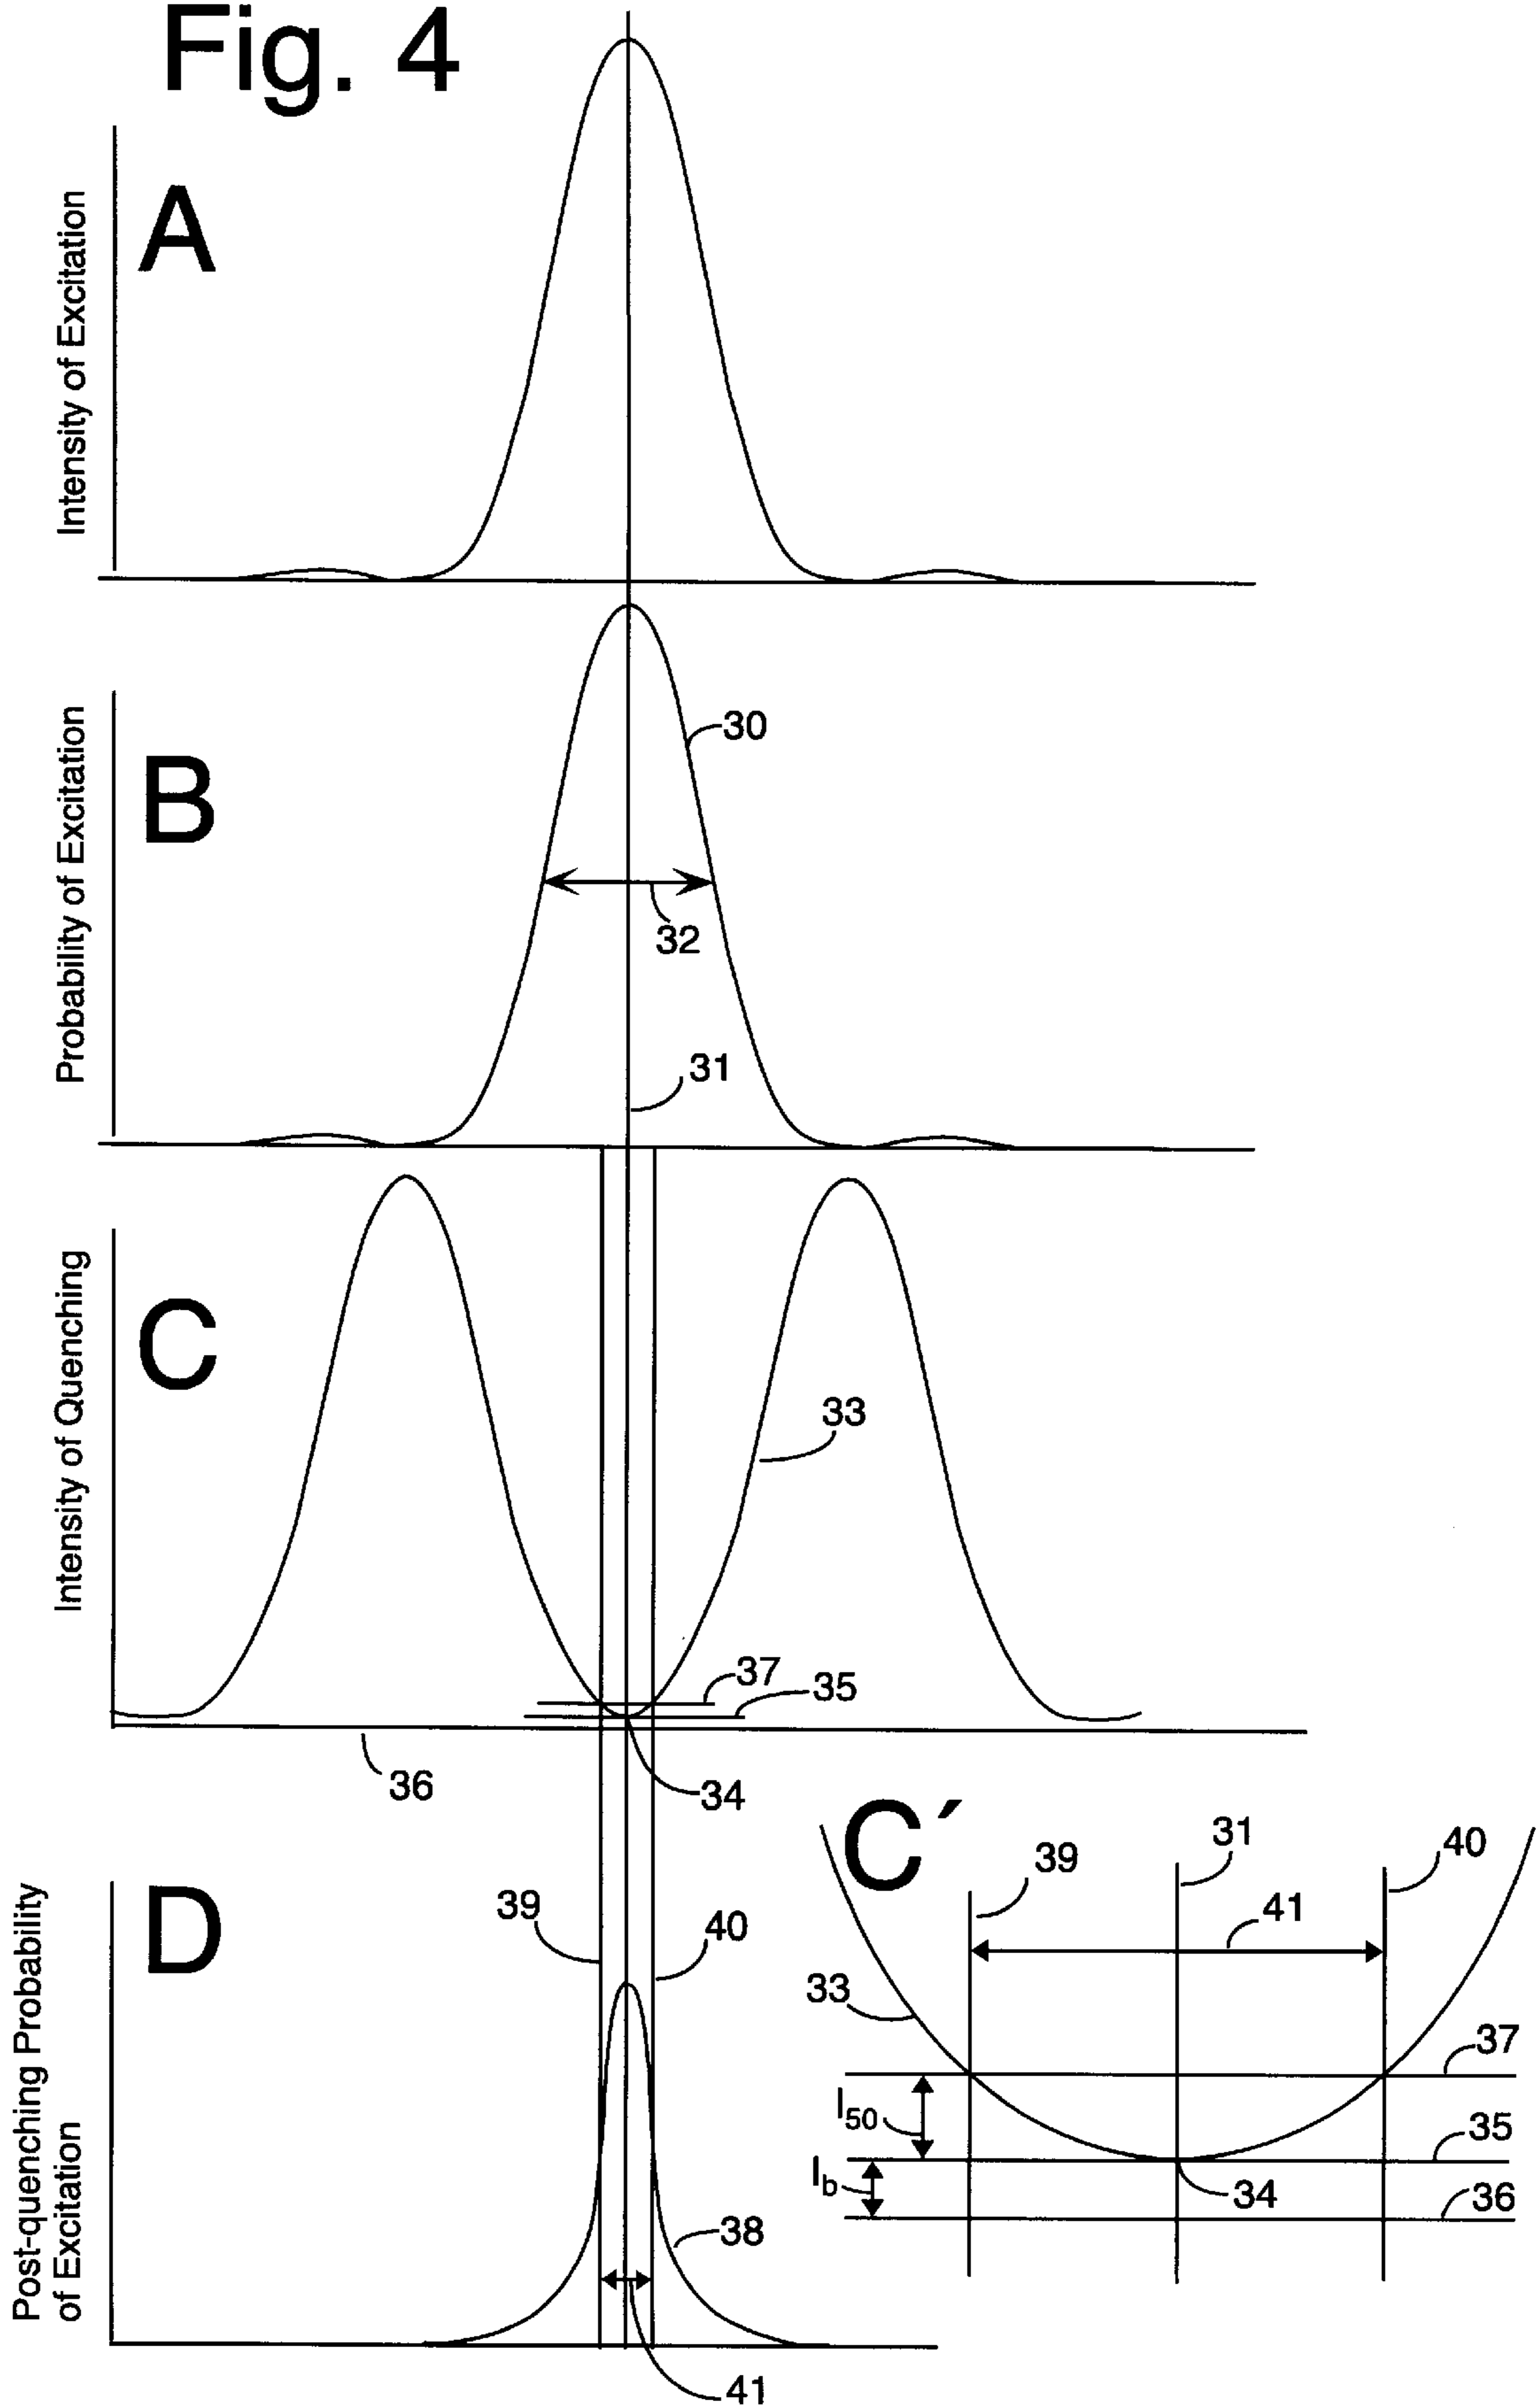 Fig. 4
A
Intensity of Excitation
B
Probability of Excitation
30
32
31
C
Intensity of Quenching
33
37
35
36
34
C´
39
31
40
41
33
37
I50
35
Ib
34
36
D
Post-quenching Probability
of Excitation
39
40
38
41